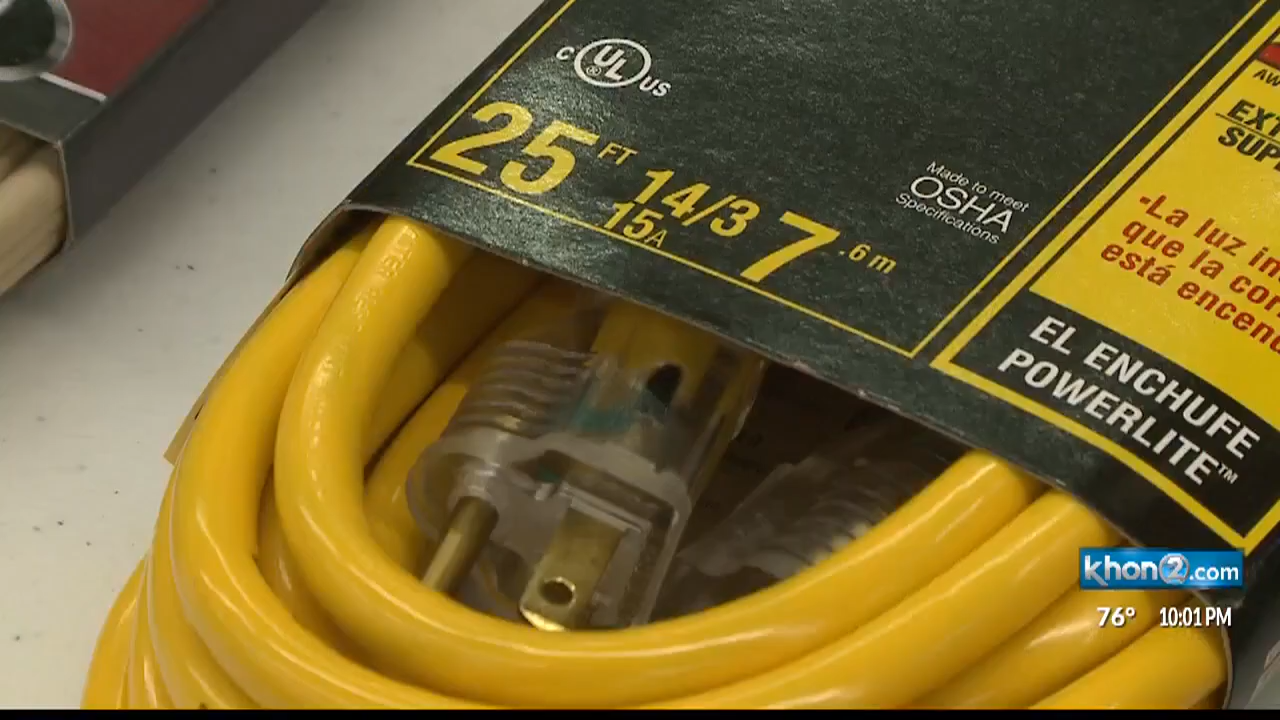 C UL® US
25 FT 14/3 7.6 m
15A
Made to meet
OSHA
Specifications
•La luz
que la
está
EL ENCHUFE
POWERLITE™
khon2.com
76° 10:01 PM